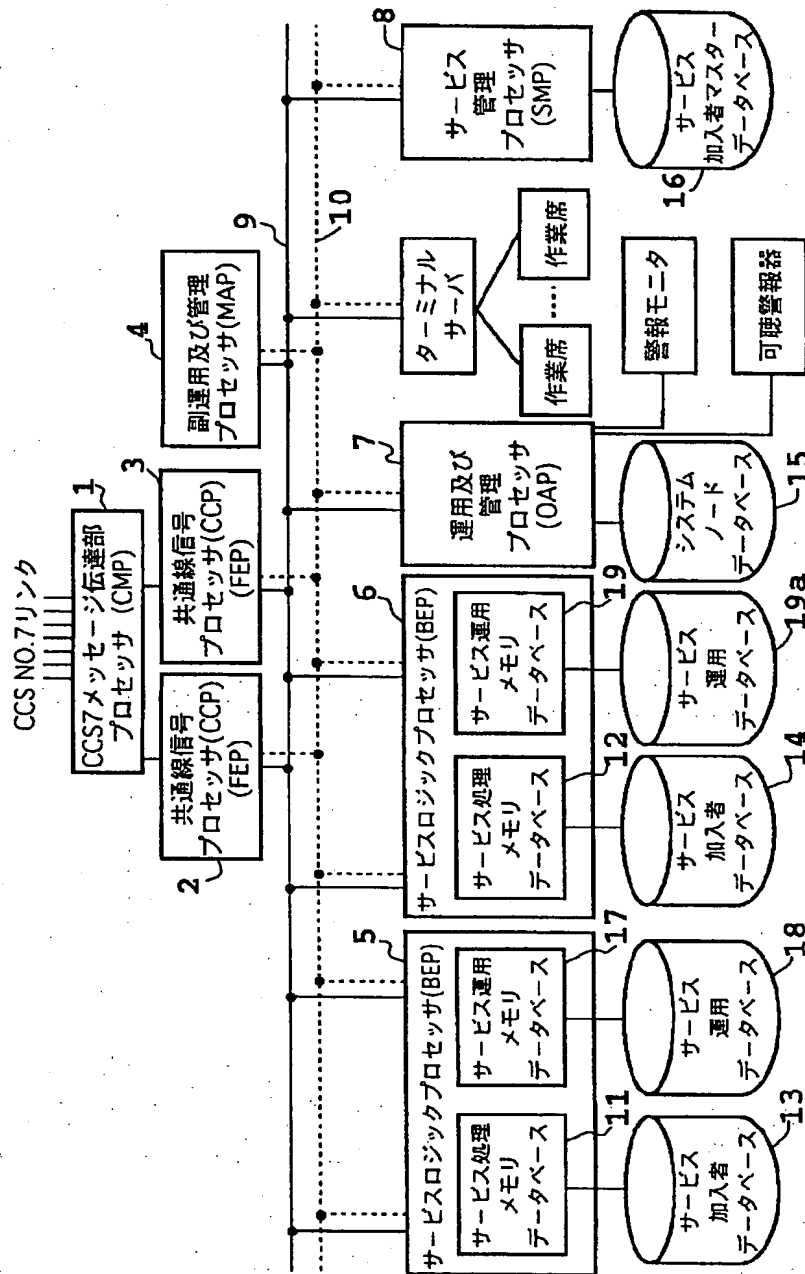 CCS NO.7リンク
CCS7メッセージ伝達部
プロセッサ (CMP)
1
共通線信号
プロセッサ(CCP)
(FEP)
2
共通線信号
プロセッサ(CCP)
(FEP)
3
副運用及び管理
プロセッサ(MAP)
4
9
10
サービスロジックプロセッサ(BEP)
5
サービス処理
メモリ
データベース
11
サービス運用
メモリ
データベース
17
サービスロジックプロセッサ(BEP)
6
サービス処理
メモリ
データベース
12
サービス運用
メモリ
データベース
19
運用及び
管理
プロセッサ
(OAP)
7
ターミナル
サーバ
作業席
作業席
サービス
管理
プロセッサ
(SMP)
8
サービス
加入者
データベース
13
サービス
運用
データベース
18
サービス
加入者
データベース
14
サービス
運用
データベース
19a
システム
ノード
データベース
15
警報モニタ
可聴警報器
サービス
加入者マスター
データベース
16